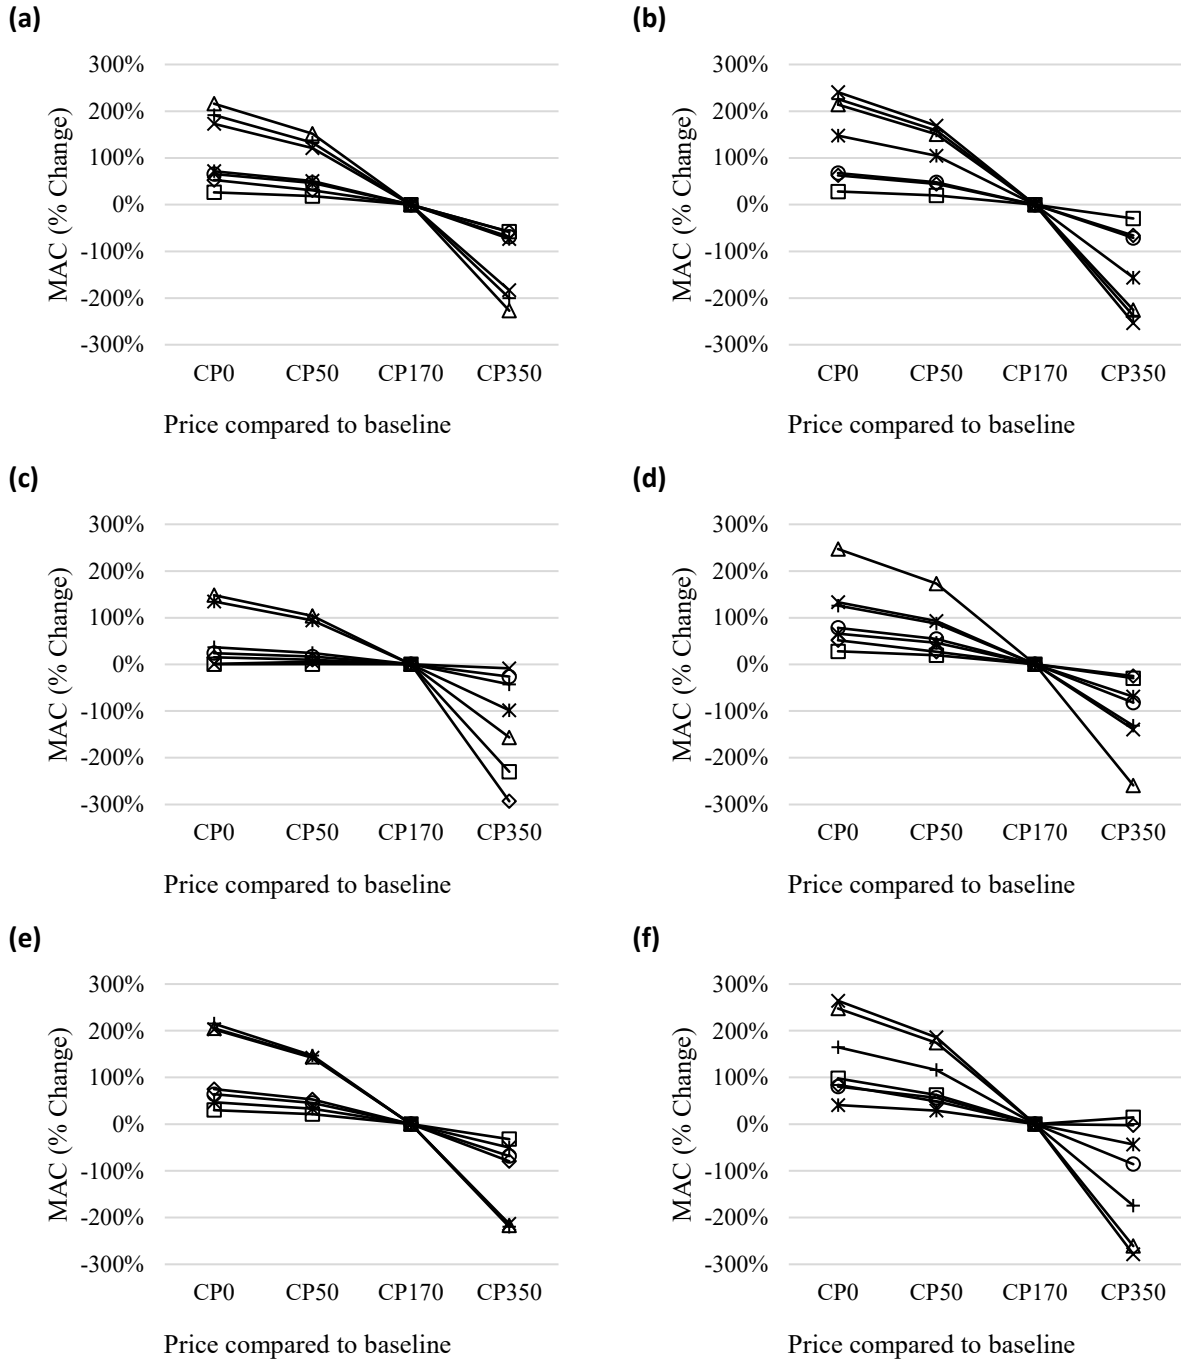 (a)
MAC (% Change)
300%
200%
100%
0%
-100%
-200%
-300%
CP0 CP50 CP170 CP350
Price compared to baseline
(b)
MAC (% Change)
300%
200%
100%
0%
-100%
-200%
-300%
CP0 CP50 CP170 CP350
Price compared to baseline
(c)
MAC (% Change)
300%
200%
100%
0%
-100%
-200%
-300%
CP0 CP50 CP170 CP350
Price compared to baseline
(d)
MAC (% Change)
300%
200%
100%
0%
-100%
-200%
-300%
CP0 CP50 CP170 CP350
Price compared to baseline
(e)
MAC (% Change)
300%
200%
100%
0%
-100%
-200%
-300%
CP0 CP50 CP170 CP350
Price compared to baseline
(f)
MAC (% Change)
300%
200%
100%
0%
-100%
-200%
-300%
CP0 CP50 CP170 CP350
Price compared to baseline